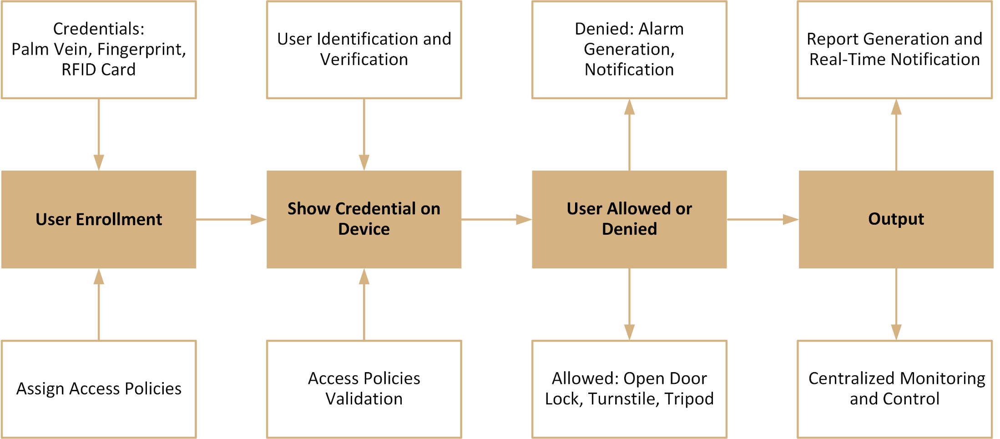 Credentials:
Palm Vein, Fingerprint,
RFID Card
User Identification and
Verification
Denied: Alarm
Generation,
Notification
Report Generation and
Real-Time Notification
User Enrollment
Show Credential on
Device
User Allowed or
Denied
Output
Assign Access Policies
Access Policies
Validation
Allowed: Open Door
Lock, Turnstile, Tripod
Centralized Monitoring
and Control